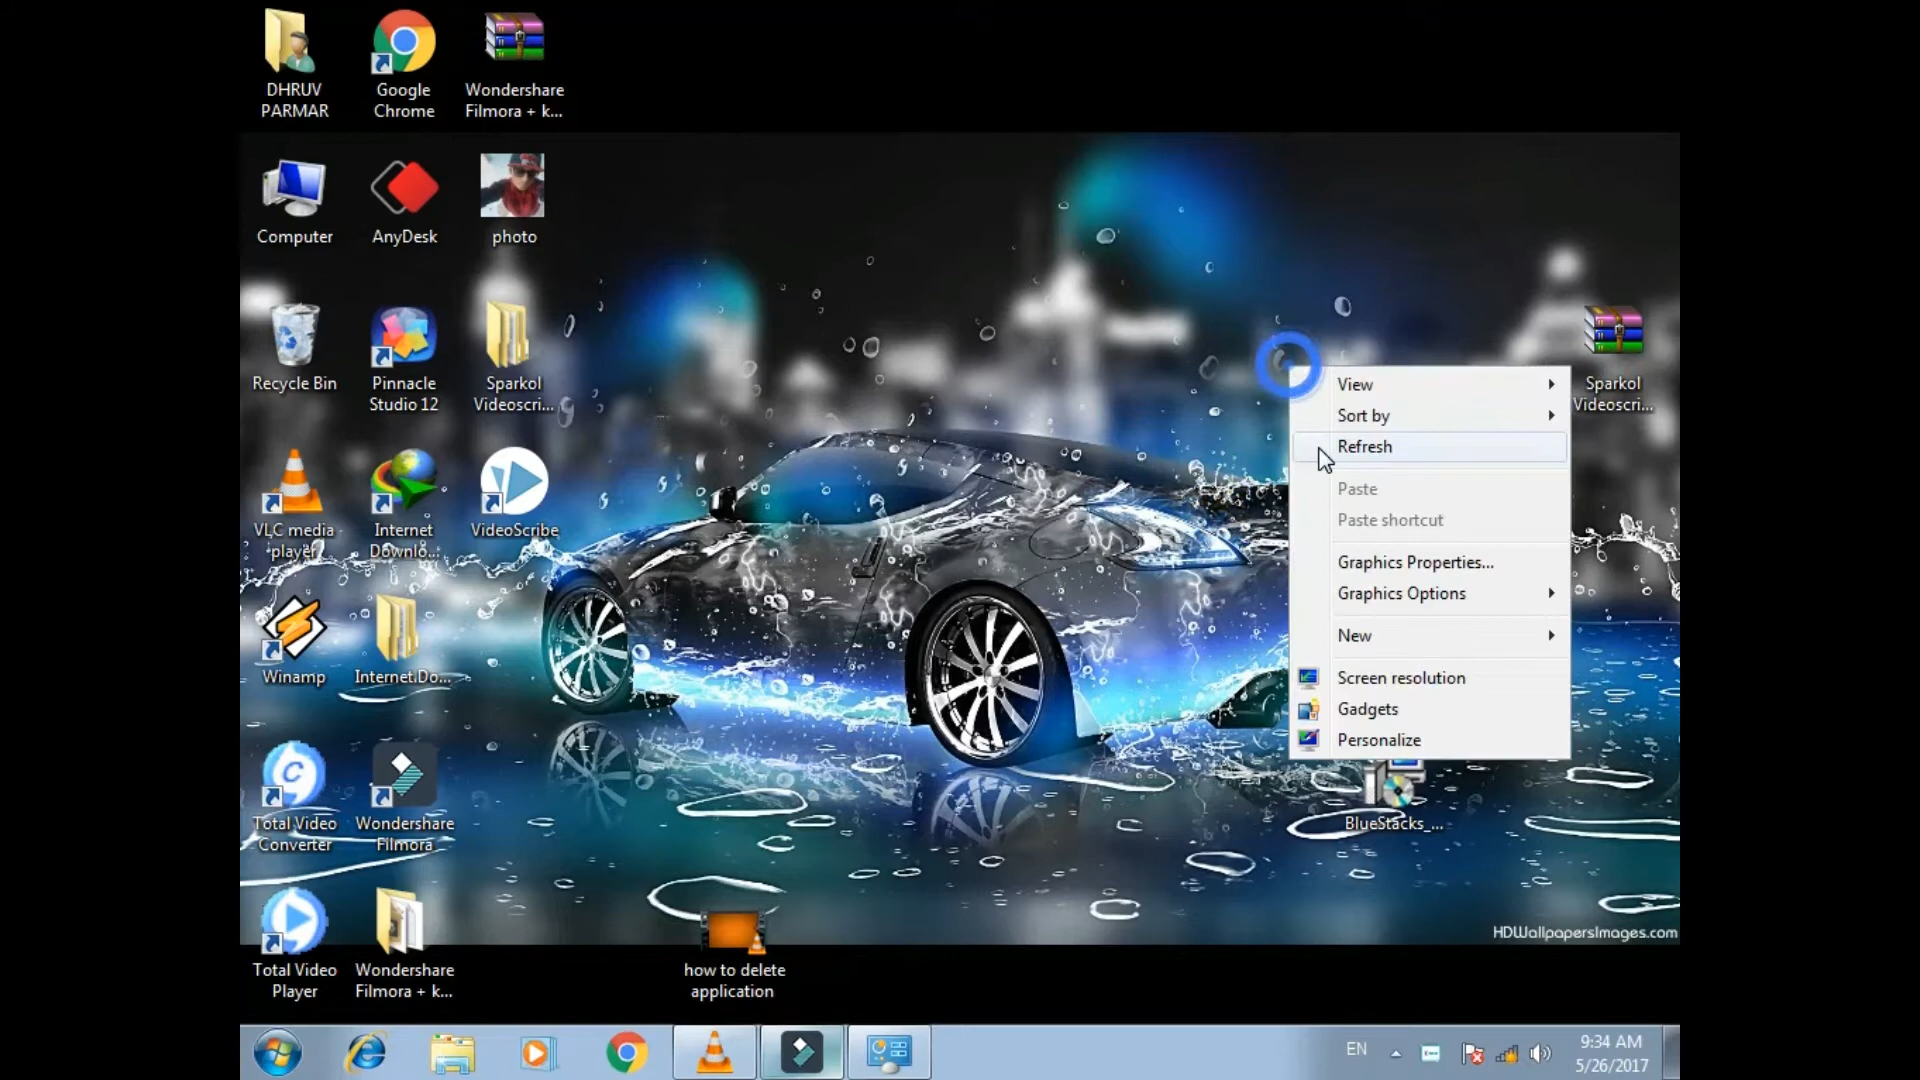 DHRUV
PARMAR
Google
Chrome
Wondershare
Filmora + k...
Computer
AnyDesk
photo
Recycle Bin
Pinnacle
Studio 12
Sparkol
Videoscri...
Sparkol
Videoscri...
VLC media
player
Internet
Downlo...
VideoScribe
Winamp
Internet.Do...
Total Video
Converter
Wondershare
Filmora
Total Video
Player
Wondershare
Filmora + k...
how to delete
application
View
Sort by
Refresh
Paste
Paste shortcut
Graphics Properties...
Graphics Options
New
Screen resolution
Gadgets
Personalize
BlueStacks_...
HDWallpapersImages.com
EN
9:34 AM
5/26/2017